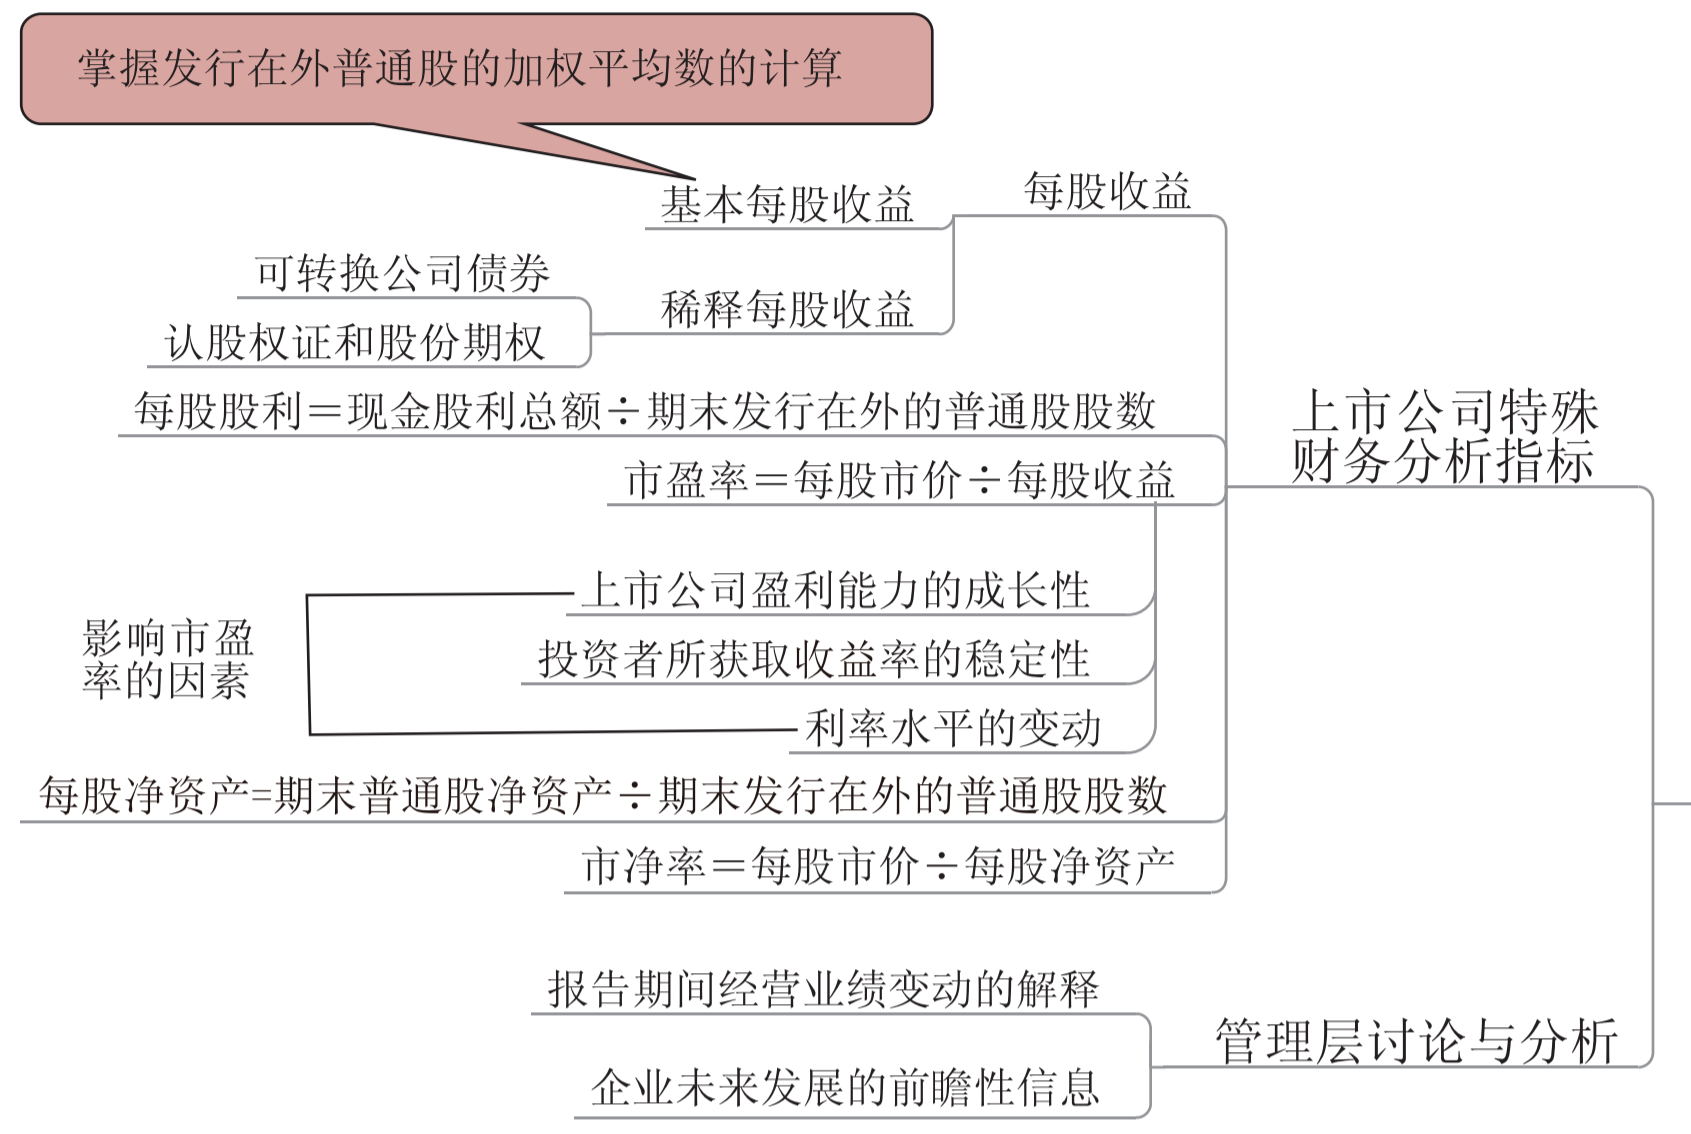 掌握发行在外普通股的加权平均数的计算
每股收益
基本每股收益
稀释每股收益
可转换公司债券
认股权证和股份期权
每股股利＝现金股利总额÷期末发行在外的普通股股数
上市公司特殊
财务分析指标
市盈率＝每股市价÷每股收益
上市公司盈利能力的成长性
投资者所获取收益率的稳定性
利率水平的变动
影响市盈
率的因素
每股净资产=期末普通股净资产÷期末发行在外的普通股股数
市净率＝每股市价÷每股净资产
报告期间经营业绩变动的解释
管理层讨论与分析
企业未来发展的前瞻性信息